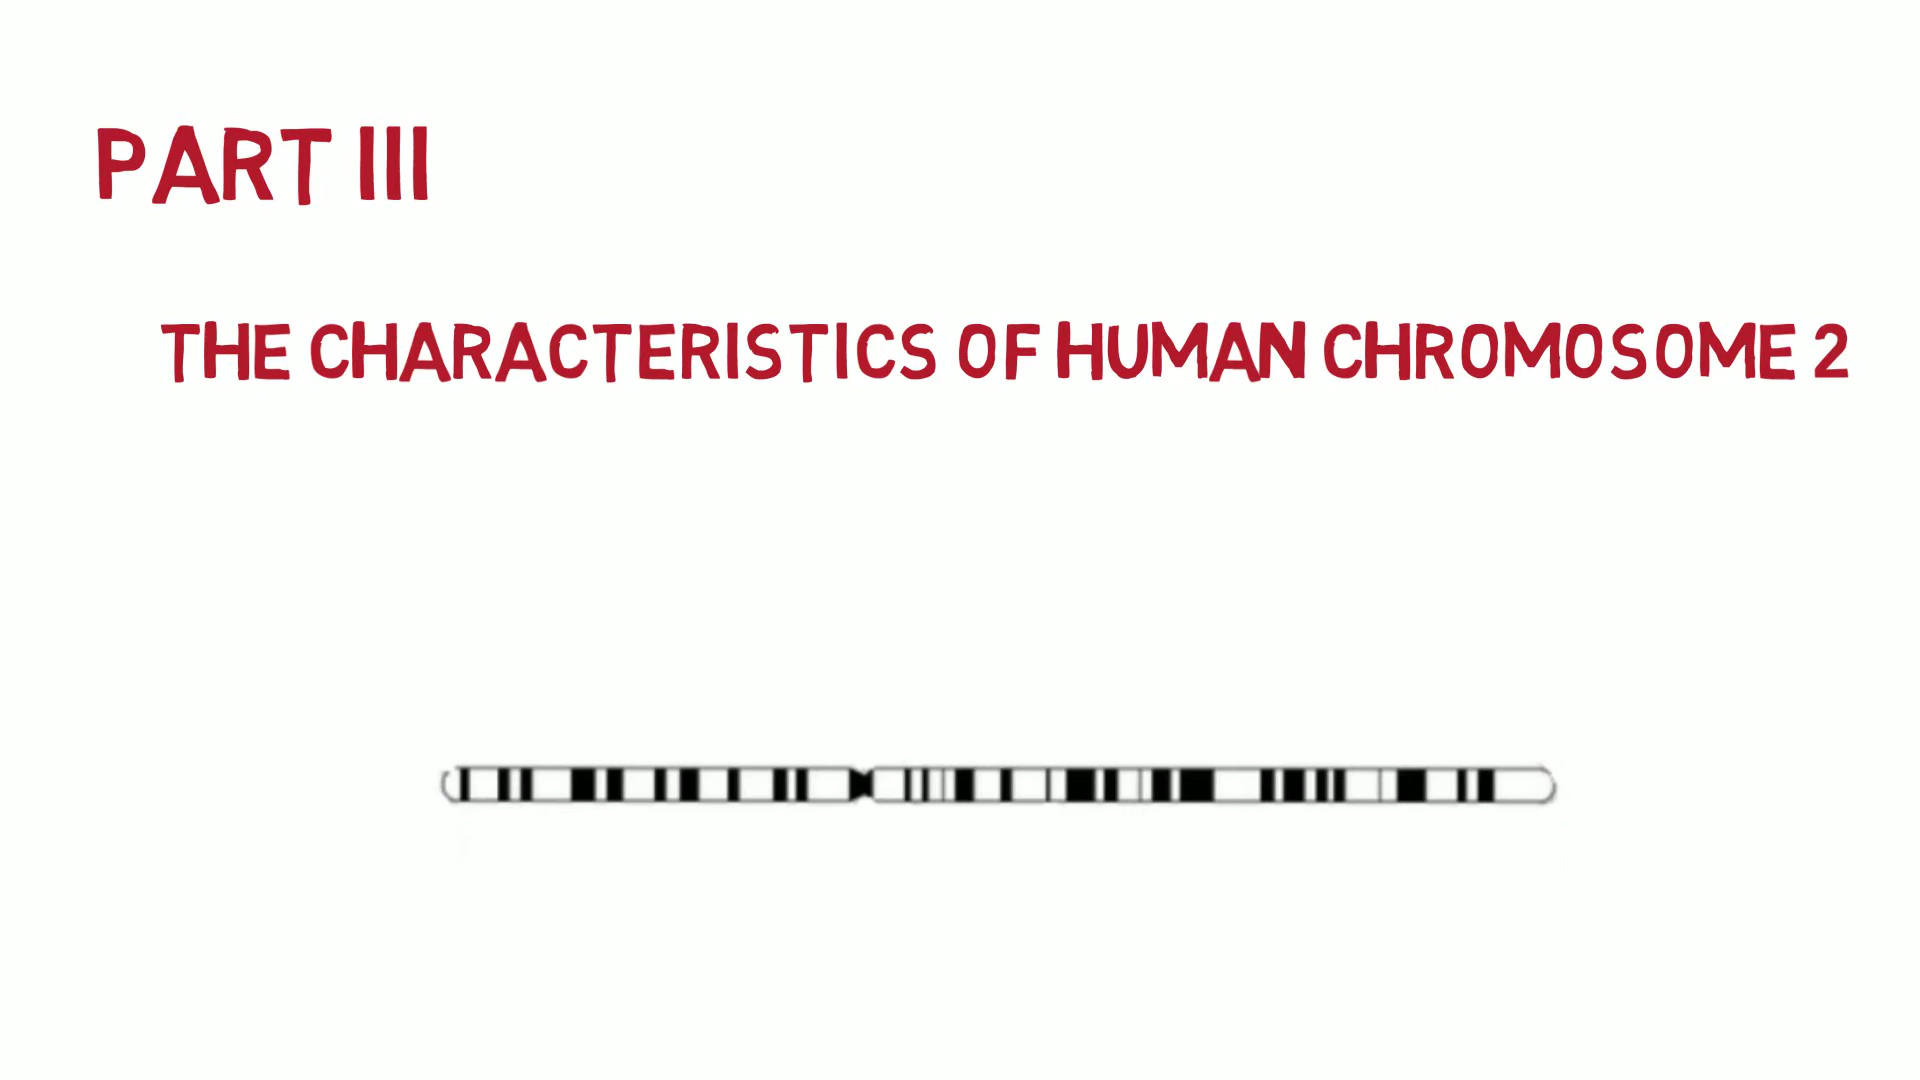 PART III
THE CHARACTERISTICS OF HUMAN CHROMOSOME 2